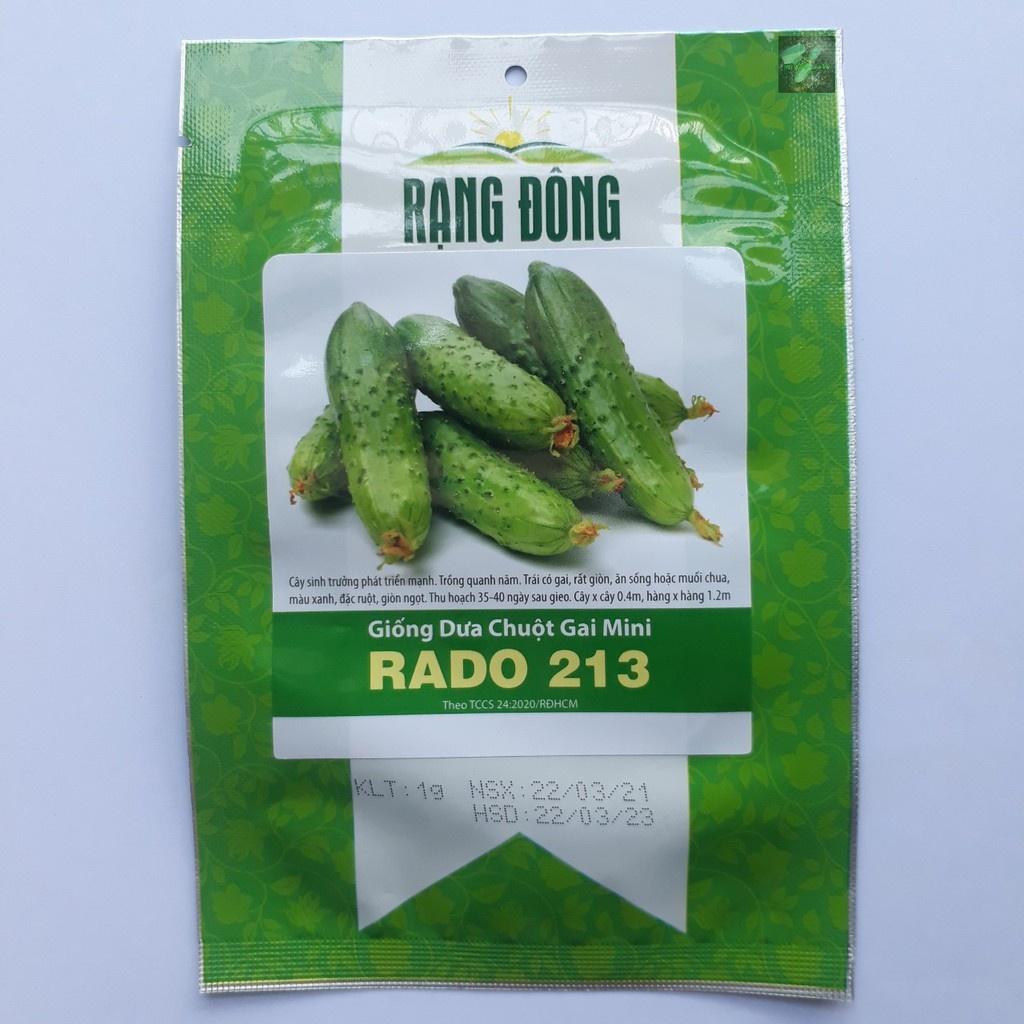 RẠNG ĐÔNG
Cây sinh trưởng phát triển mạnh. Trồng quanh năm. Trái có gai, rất giòn, ăn sống hoặc muối chua,
màu xanh, đặc ruột, giòn ngọt. Thu hoạch 35-40 ngày sau gieo. Cây x cây 0.4m, hàng x hàng 1.2m
Giống Dưa Chuột Gai Mini
RADO 213
Theo TCCS 24:2020/RĐHCM
KLT:1g NSX:22/03/21
HSD:22/03/23